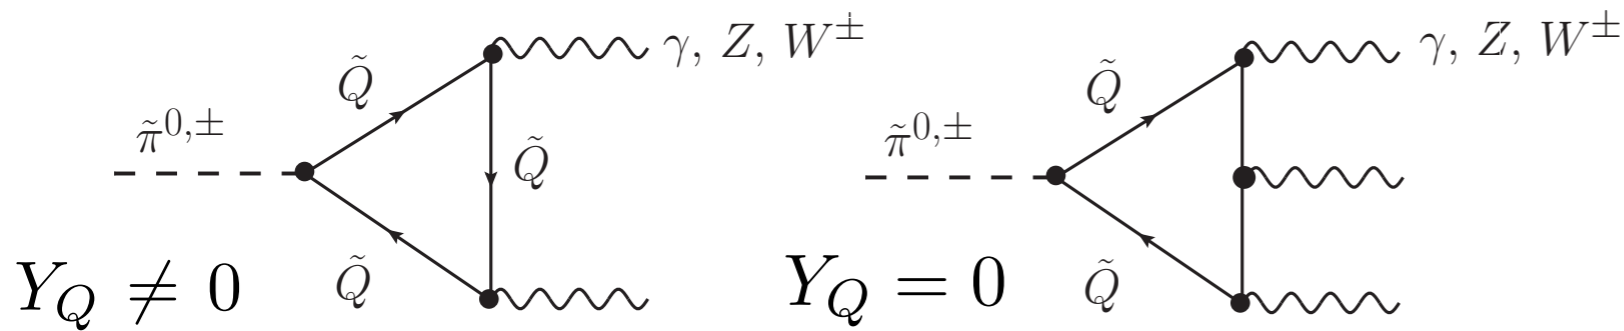 γ, Z, W^±
Q̃
π̃^{0,±}
Q̃
Q̃
Y_Q ≠ 0
γ, Z, W^±
Q̃
π̃^{0,±}
Q̃
Y_Q = 0